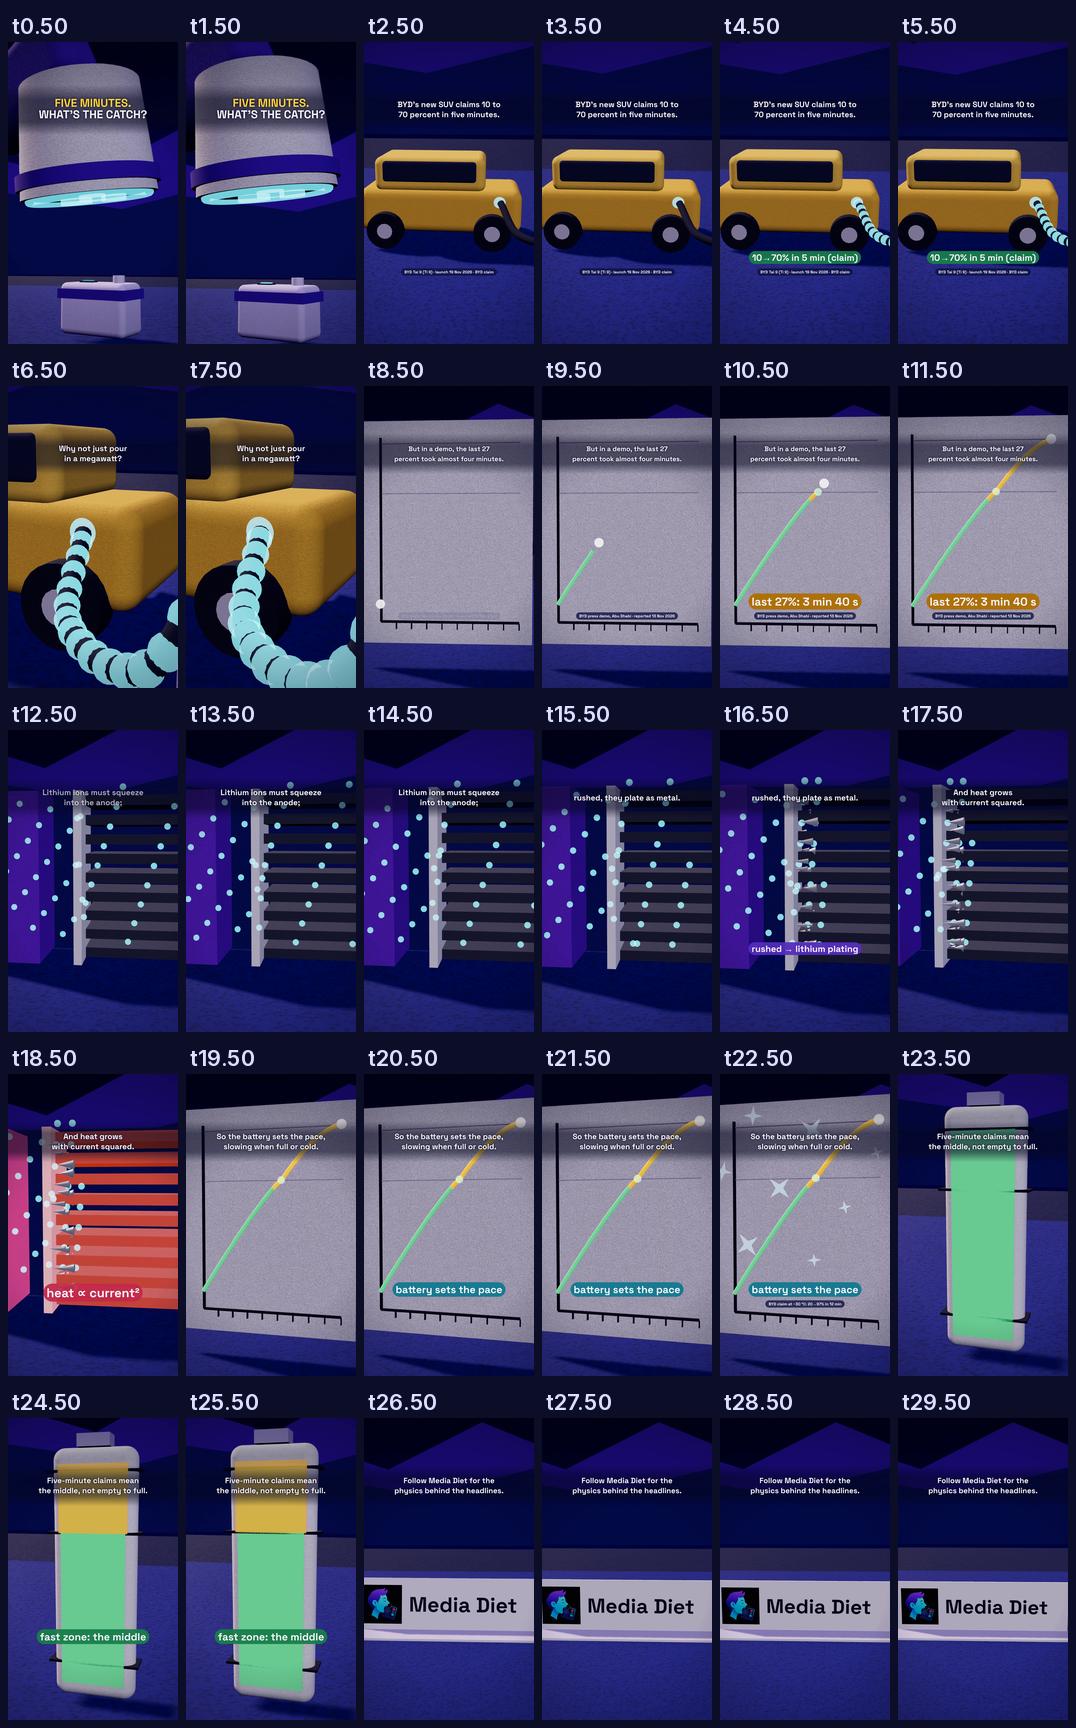 t0.50
FIVE MINUTES.
WHAT'S THE CATCH?
t1.50
FIVE MINUTES.
WHAT'S THE CATCH?
t2.50
BYD's new SUV claims 10 to
70 percent in five minutes.
t3.50
BYD's new SUV claims 10 to
70 percent in five minutes.
t4.50
BYD's new SUV claims 10 to
70 percent in five minutes.
10→70% in 5 min (claim)
t5.50
BYD's new SUV claims 10 to
70 percent in five minutes.
10→70% in 5 min (claim)
t6.50
Why not just pour
in a megawatt?
t7.50
Why not just pour
in a megawatt?
t8.50
But in a demo, the last 27
percent took almost four minutes.
t9.50
But in a demo, the last 27
percent took almost four minutes.
t10.50
But in a demo, the last 27
percent took almost four minutes.
last 27%: 3 min 40 s
t11.50
But in a demo, the last 27
percent took almost four minutes.
last 27%: 3 min 40 s
t12.50
Lithium ions must squeeze
into the anode;
t13.50
Lithium ions must squeeze
into the anode;
t14.50
Lithium ions must squeeze
into the anode;
t15.50
rushed, they plate as metal.
t16.50
rushed, they plate as metal.
rushed → lithium plating
t17.50
And heat grows
with current squared.
t18.50
And heat grows
with current squared.
heat ∝ current²
t19.50
So the battery sets the pace,
slowing when full or cold.
t20.50
So the battery sets the pace,
slowing when full or cold.
battery sets the pace
t21.50
So the battery sets the pace,
slowing when full or cold.
battery sets the pace
t22.50
So the battery sets the pace,
slowing when full or cold.
battery sets the pace
t23.50
Five-minute claims mean
the middle, not empty to full.
t24.50
Five-minute claims mean
the middle, not empty to full.
fast zone: the middle
t25.50
Five-minute claims mean
the middle, not empty to full.
fast zone: the middle
t26.50
Follow Media Diet for the
physics behind the headlines.
Media Diet
t27.50
Follow Media Diet for the
physics behind the headlines.
Media Diet
t28.50
Follow Media Diet for the
physics behind the headlines.
Media Diet
t29.50
Follow Media Diet for the
physics behind the headlines.
Media Diet